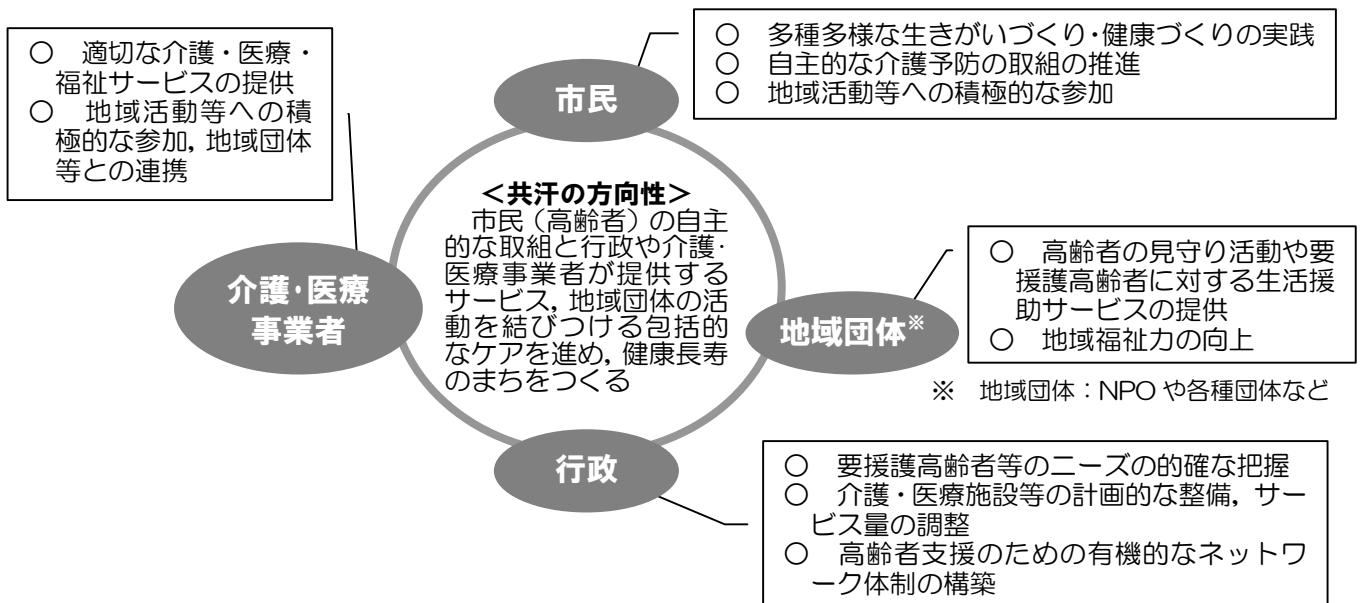 ○　適切な介護・医療・
福祉サービスの提供
○　地域活動等への積
極的な参加，地域団体
等との連携
市民
○　多種多様な生きがいづくり・健康づくりの実践
○　自主的な介護予防の取組の推進
○　地域活動等への積極的な参加
＜共汗の方向性＞
市民（高齢者）の自主
的な取組と行政や介護・
医療事業者が提供する
サービス，地域団体の活
動を結びつける包括的
なケアを進め，健康長寿
のまちをつくる
介護・医療
事業者
地域団体※
○　高齢者の見守り活動や要
援護高齢者に対する生活援
助サービスの提供
○　地域福祉力の向上
※　地域団体：NPO や各種団体など
行政
○　要援護高齢者等のニーズの的確な把握
○　介護・医療施設等の計画的な整備，サー
ビス量の調整
○　高齢者支援のための有機的なネットワ
ーク体制の構築